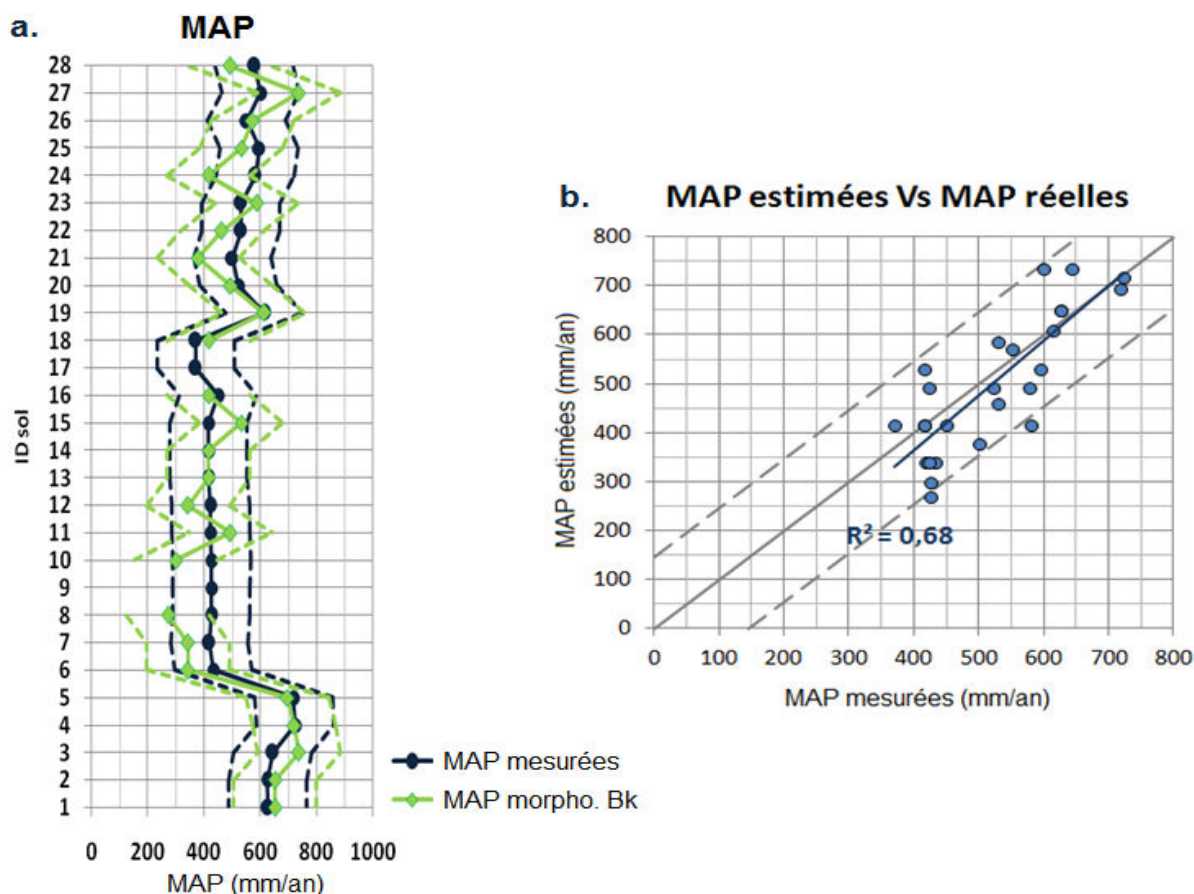 a.
MAP
28
27
26
25
24
23
22
21
20
19
18
17
16
15
14
13
12
11
10
9
8
7
6
5
4
3
2
1
ID sol
0 200 400 600 800 1000
MAP (mm/an)
MAP mesurées
MAP morpho. Bk
b.
MAP estimées Vs MAP réelles
800
700
600
500
400
300
200
100
0
MAP estimées (mm/an)
R² = 0,68
0 100 200 300 400 500 600 700 800
MAP mesurées (mm/an)